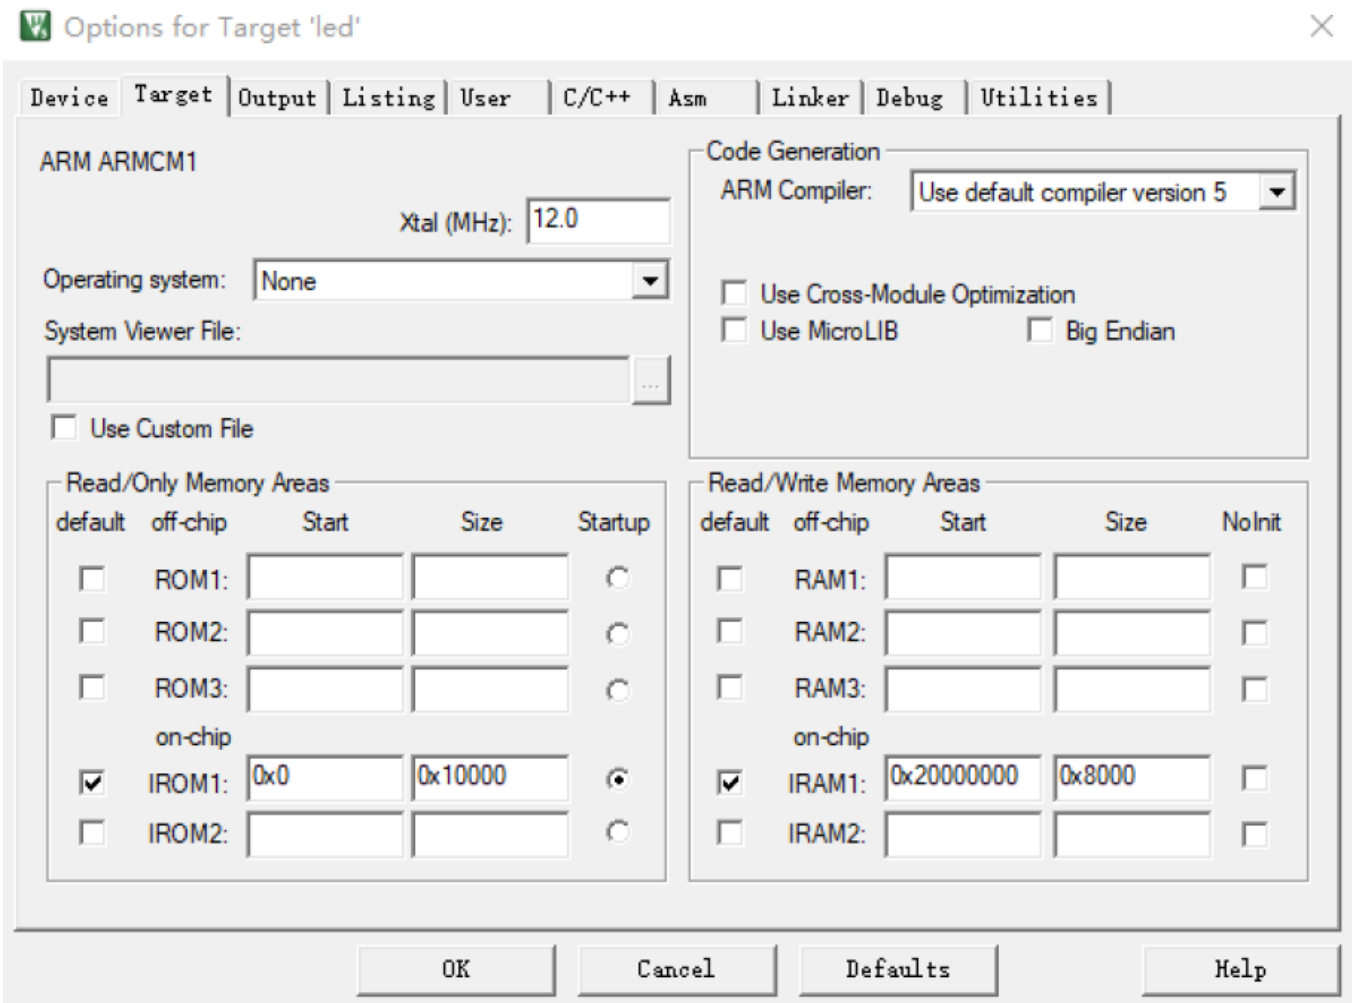 Options for Target 'led'
Device Target Output Listing User C/C++ Asm Linker Debug Utilities
ARM ARMCM1
Xtal (MHz): 12.0
Operating system: None
System Viewer File:
...
Use Custom File
Code Generation
ARM Compiler: Use default compiler version 5
Use Cross-Module Optimization
Use MicroLIB Big Endian
Read/Only Memory Areas
default off-chip Start Size Startup
ROM1:
ROM2:
ROM3:
on-chip
IROM1: 0x0 0x10000
IROM2:
Read/Write Memory Areas
default off-chip Start Size NoInit
RAM1:
RAM2:
RAM3:
on-chip
IRAM1: 0x20000000 0x8000
IRAM2:
OK Cancel Defaults Help